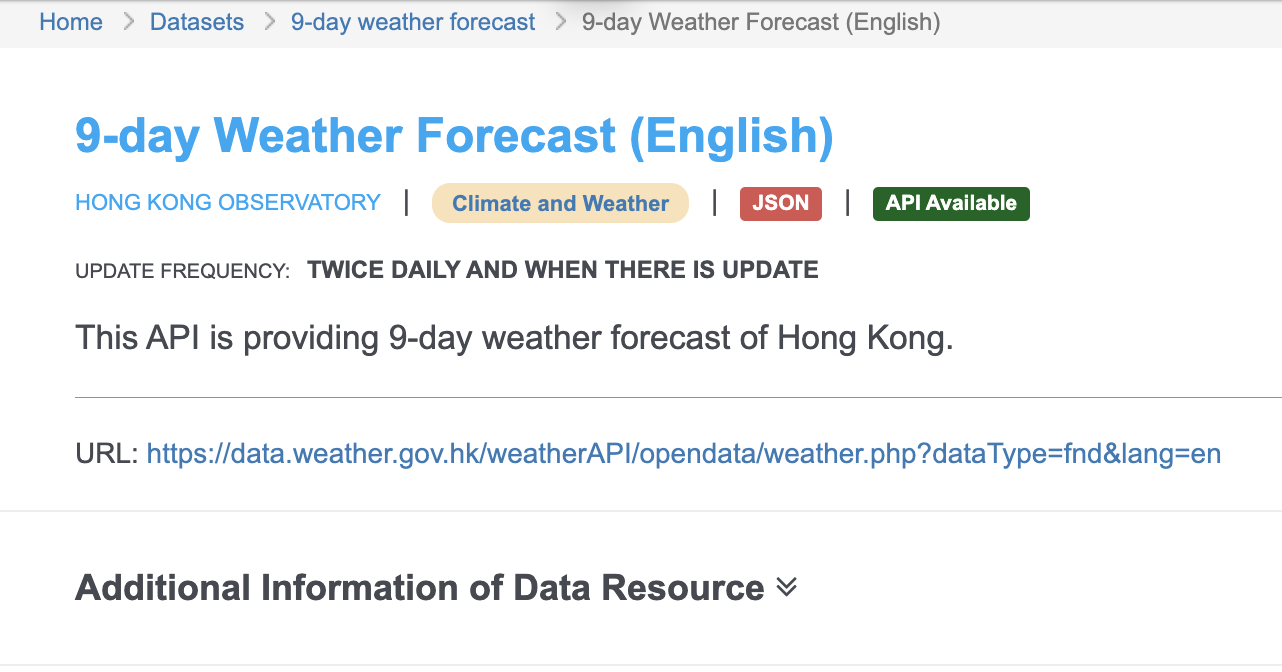 Home > Datasets > 9-day weather forecast > 9-day Weather Forecast (English)
9-day Weather Forecast (English)
HONG KONG OBSERVATORY | Climate and Weather | JSON | API Available
UPDATE FREQUENCY: TWICE DAILY AND WHEN THERE IS UPDATE
This API is providing 9-day weather forecast of Hong Kong.
URL: https://data.weather.gov.hk/weatherAPI/opendata/weather.php?dataType=fnd&lang=en
Additional Information of Data Resource